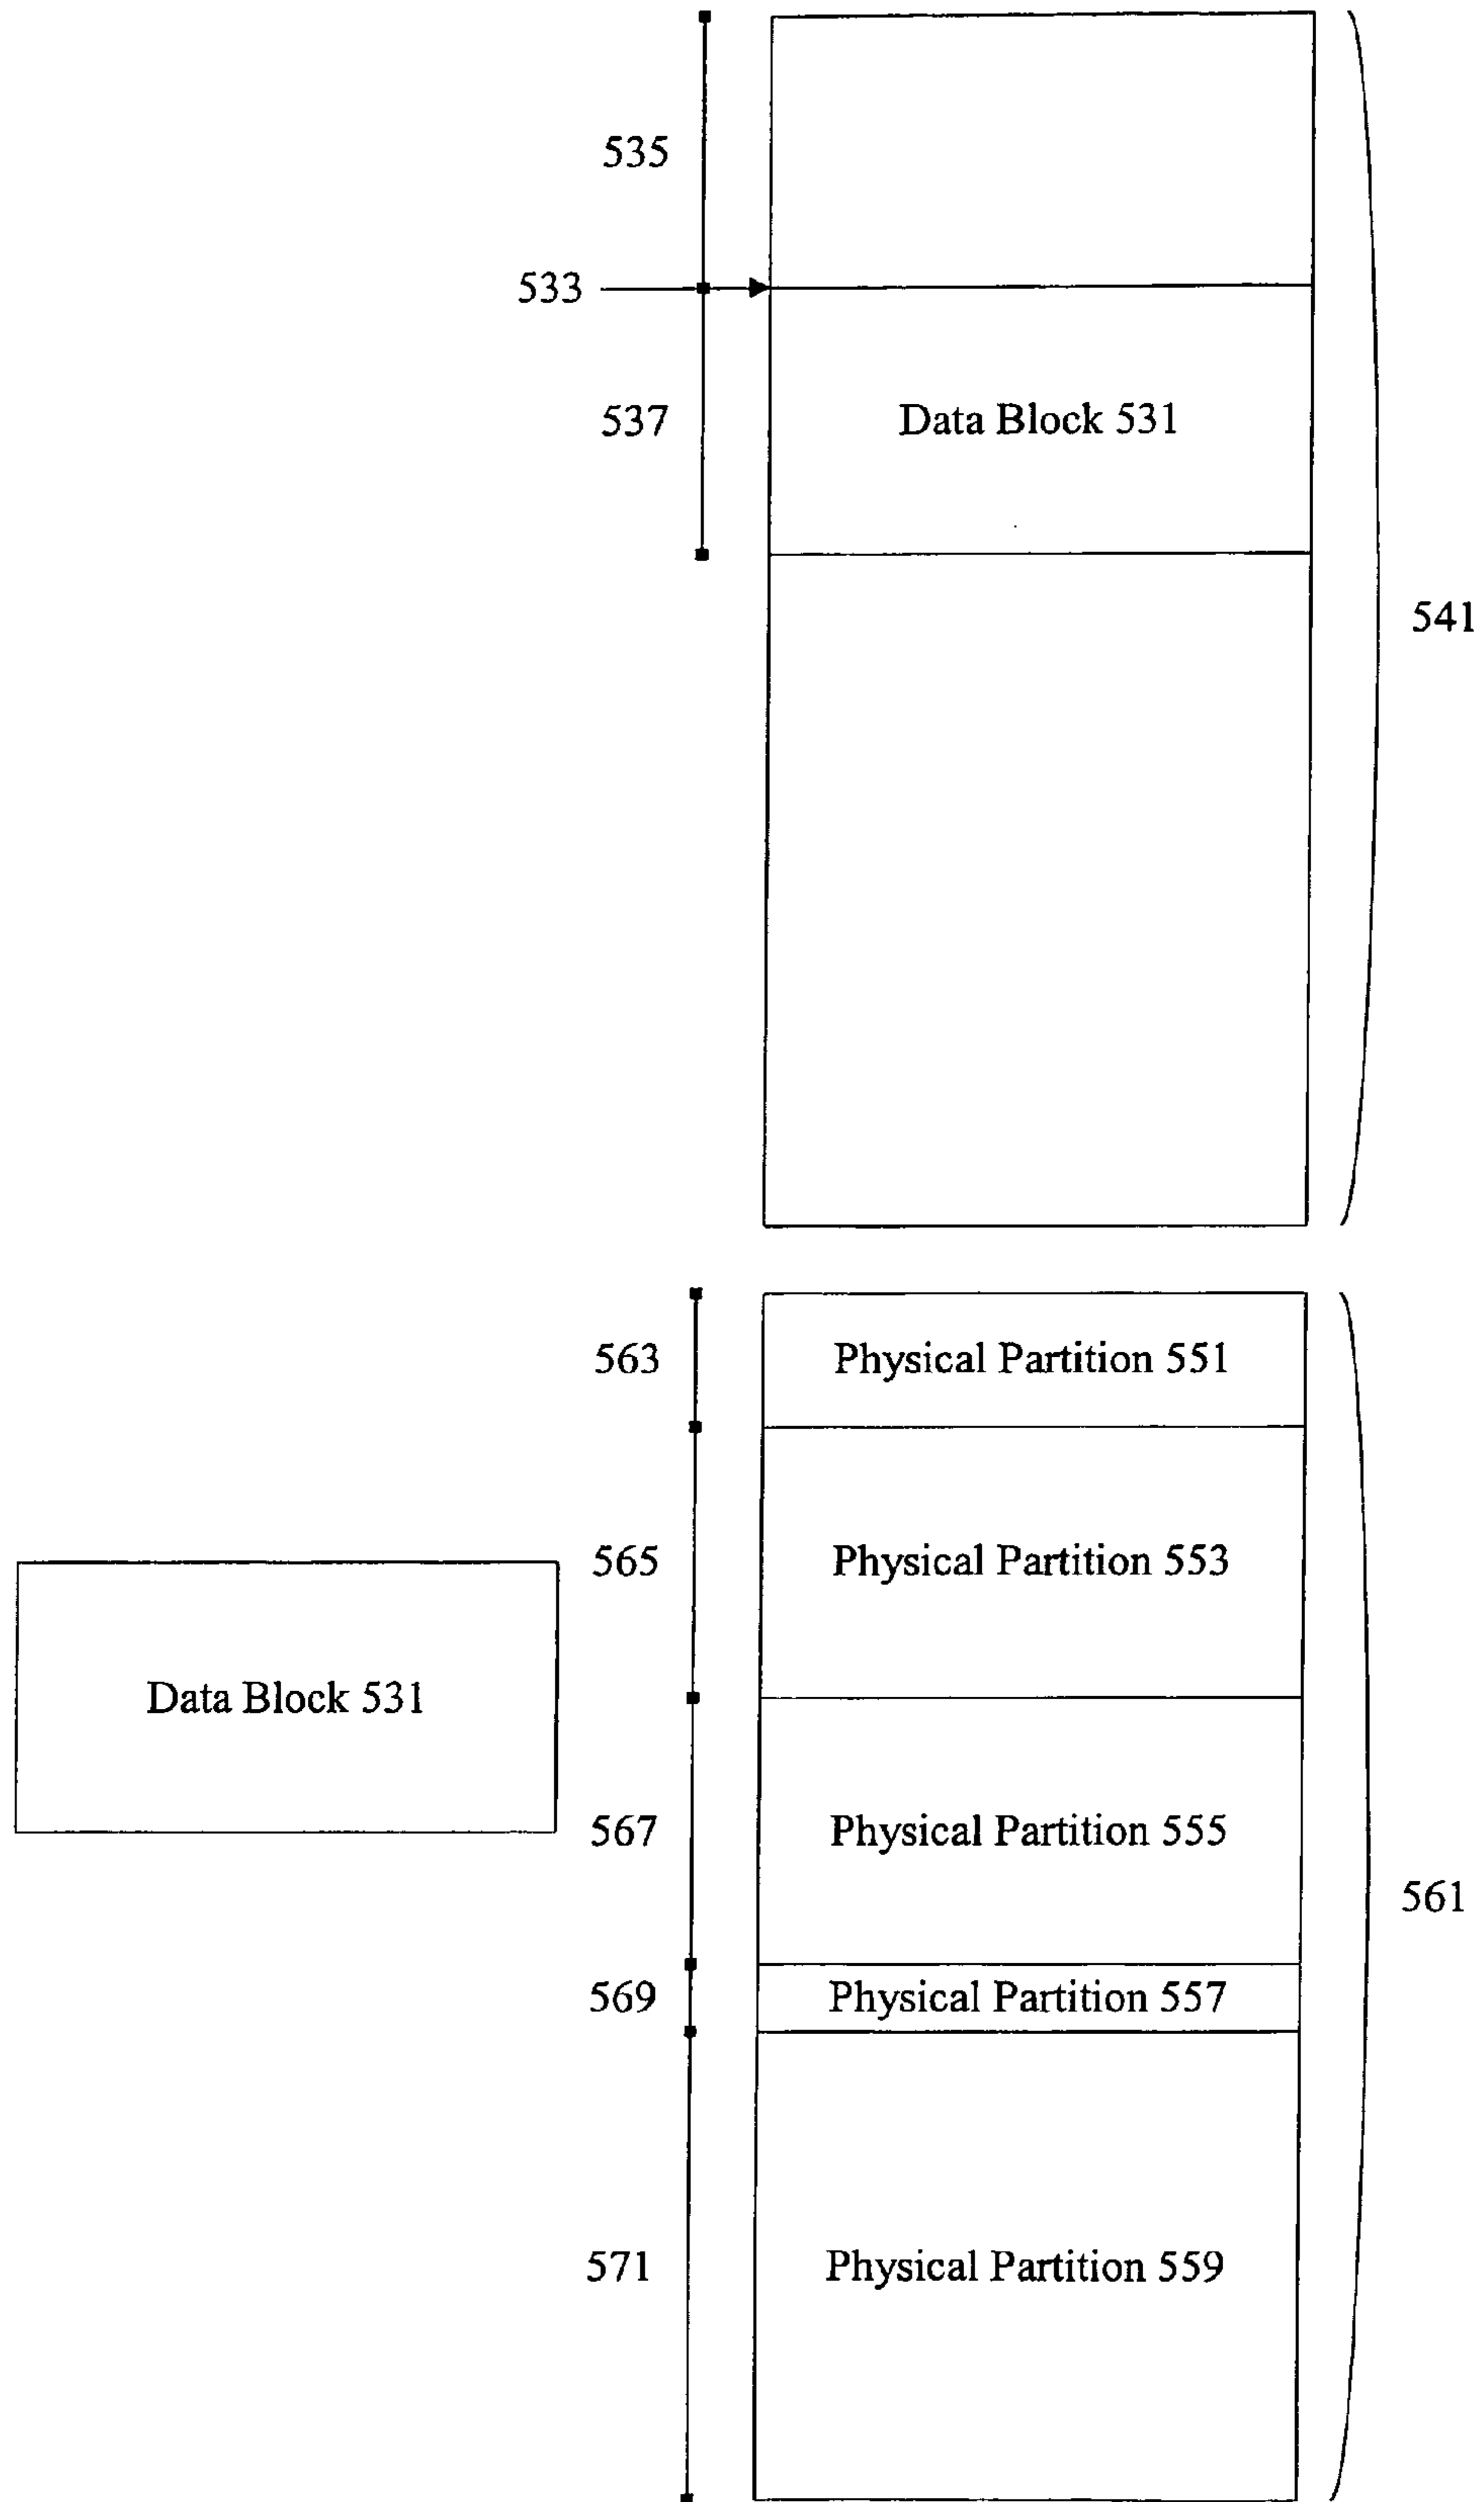 535
533
537
Data Block 531
541
563
Physical Partition 551
565
Physical Partition 553
Data Block 531
567
Physical Partition 555
561
569
Physical Partition 557
571
Physical Partition 559